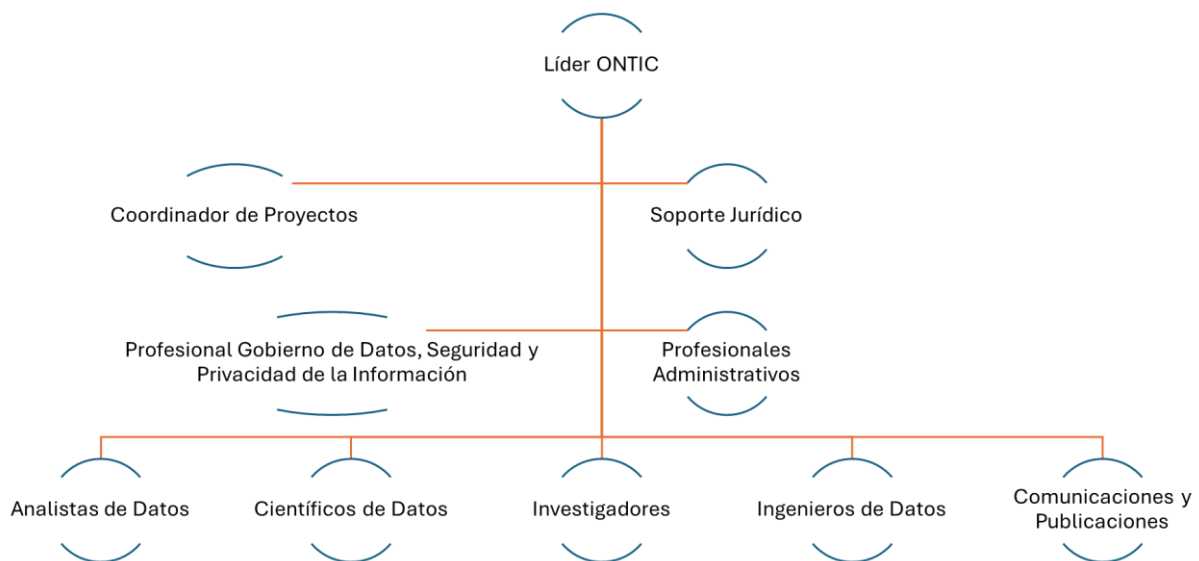 Líder ONTIC
Coordinador de Proyectos
Soporte Jurídico
Profesional Gobierno de Datos, Seguridad y
Privacidad de la Información
Profesionales
Administrativos
Analistas de Datos
Científicos de Datos
Investigadores
Ingenieros de Datos
Comunicaciones y
Publicaciones